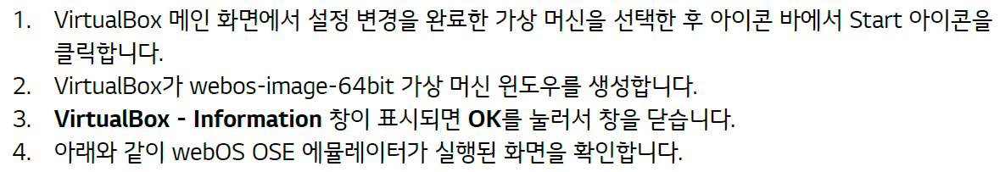 1. VirtualBox 메인 화면에서 설정 변경을 완료한 가상 머신을 선택한 후 아이콘 바에서 Start 아이콘을
클릭합니다.
2. VirtualBox가 webos-image-64bit 가상 머신 윈도우를 생성합니다.
3. VirtualBox - Information 창이 표시되면 OK를 눌러서 창을 닫습니다.
4. 아래와 같이 webOS OSE 에뮬레이터가 실행된 화면을 확인합니다.